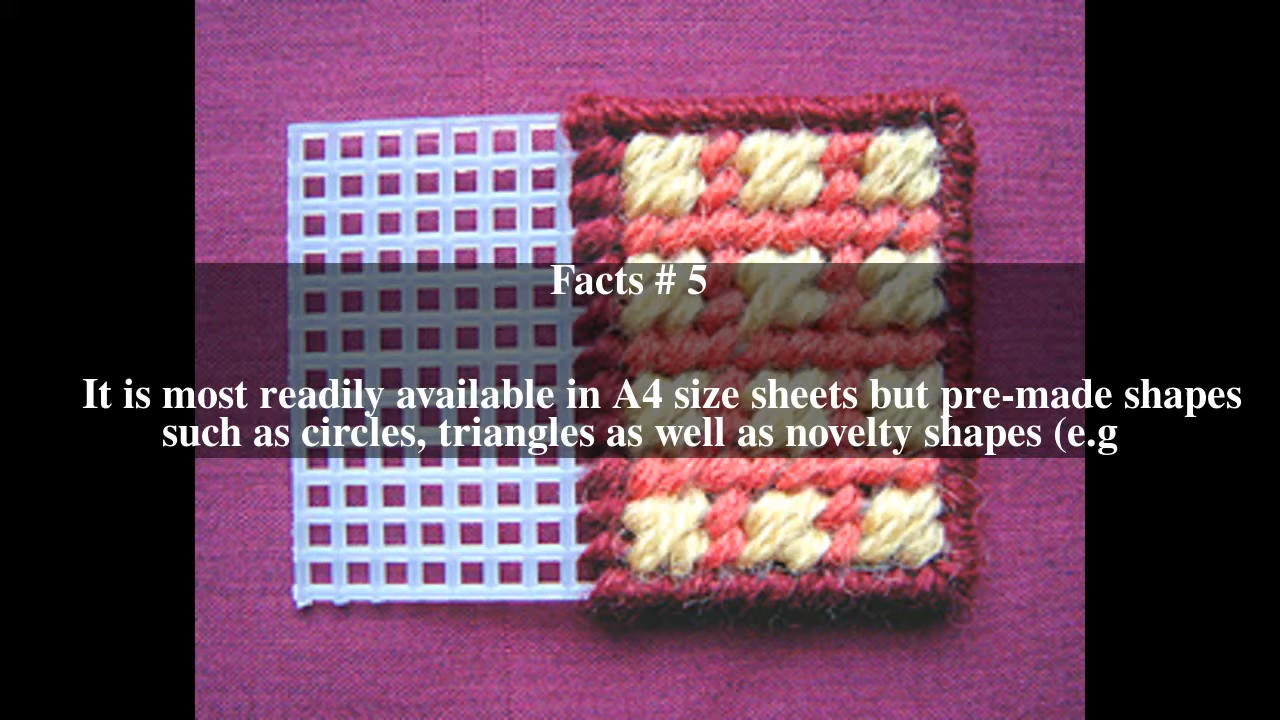 Facts # 5
It is most readily available in A4 size sheets but pre-made shapes
such as circles, triangles as well as novelty shapes (e.g